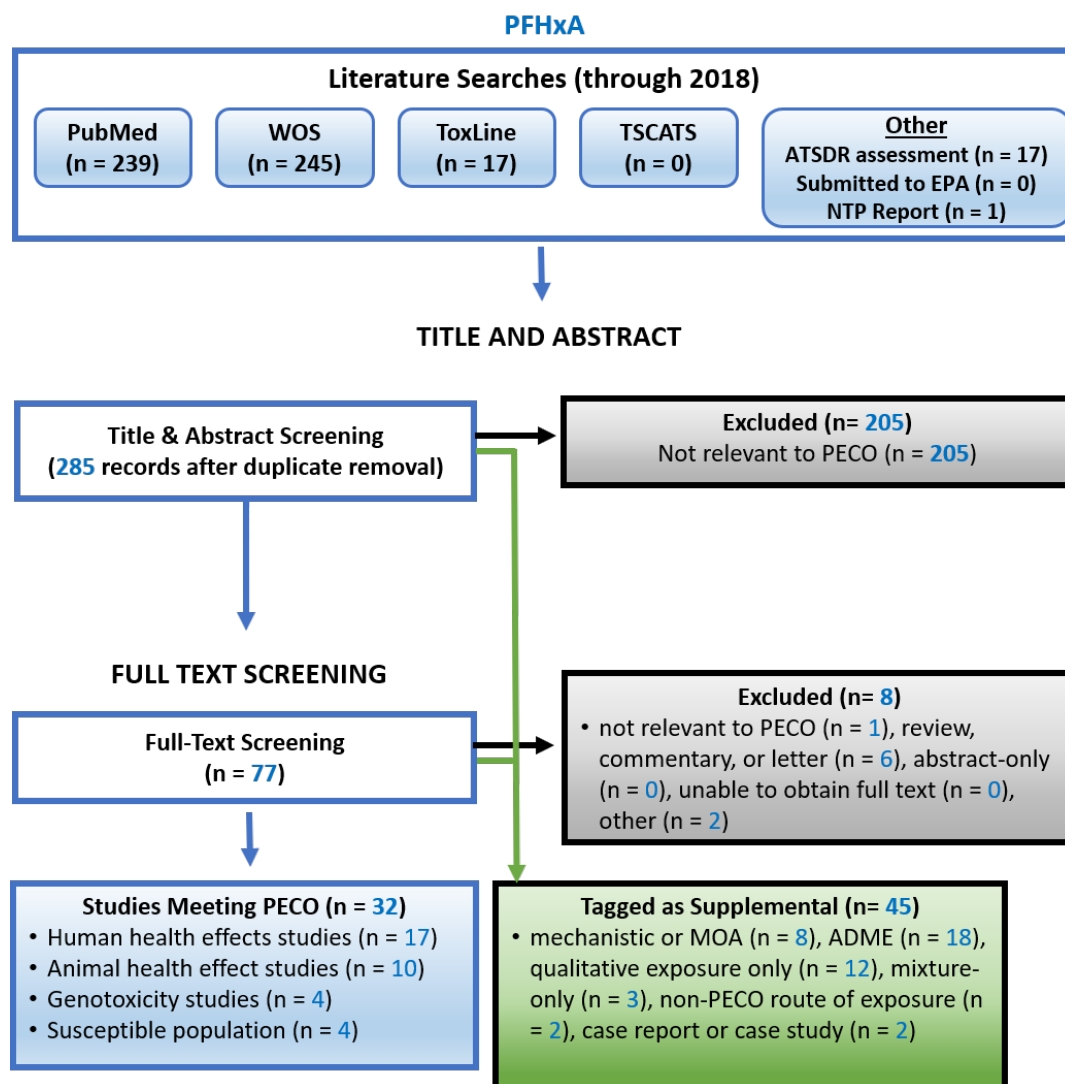 PFHxA
Literature Searches (through 2018)
PubMed
(n = 239)
WOS
(n = 245)
ToxLine
(n = 17)
TSCATS
(n = 0)
Other
ATSDR assessment (n = 17)
Submitted to EPA (n = 0)
NTP Report (n = 1)
TITLE AND ABSTRACT
Title & Abstract Screening
(285 records after duplicate removal)
Excluded (n= 205)
Not relevant to PECO (n = 205)
FULL TEXT SCREENING
Full-Text Screening
(n = 77)
Excluded (n= 8)
• not relevant to PECO (n = 1), review,
commentary, or letter (n = 6), abstract-only
(n = 0), unable to obtain full text (n = 0),
other (n = 2)
Studies Meeting PECO (n = 32)
• Human health effects studies (n = 17)
• Animal health effect studies (n = 10)
• Genotoxicity studies (n = 4)
• Susceptible population (n = 4)
Tagged as Supplemental (n= 45)
• mechanistic or MOA (n = 8), ADME (n = 18),
qualitative exposure only (n = 12), mixture-
only (n = 3), non-PECO route of exposure (n
= 2), case report or case study (n = 2)